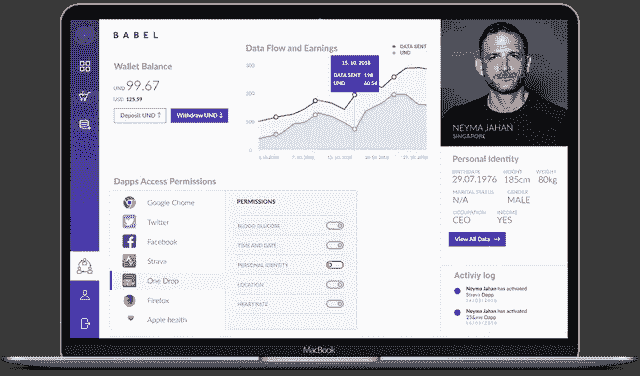 BABEL
Wallet Balance
UND 99.67
USD 125.59
Deposit UND
Withdraw UND
Data Flow and Earnings
DATA SENT
UND
15. 10. 2018
DATA SENT 198
UND 60.54
300
200
100
NEYMA JAHAN
SINGAPORE
Personal Identity
BIRTHDATE HEIGHT WEIGHT
29.07.1976 185cm 80kg
MARITAL STATUS GENDER
N/A MALE
OCCUPATION INCOME
CEO YES
View All Data
Dapps Access Permissions
Google Chome
Twitter
Facebook
Strava
One Drop
Firefox
Apple health
PERMISSIONS
BLOOD GLUCOSE
TIME AND DATE
PERSONAL IDENTITY
LOCATION
HEART RATE
Activiy log
Neyma Jahan has activated
Strava Dapp
Neyma Jahan has activated
23&me Dapp
MacBook